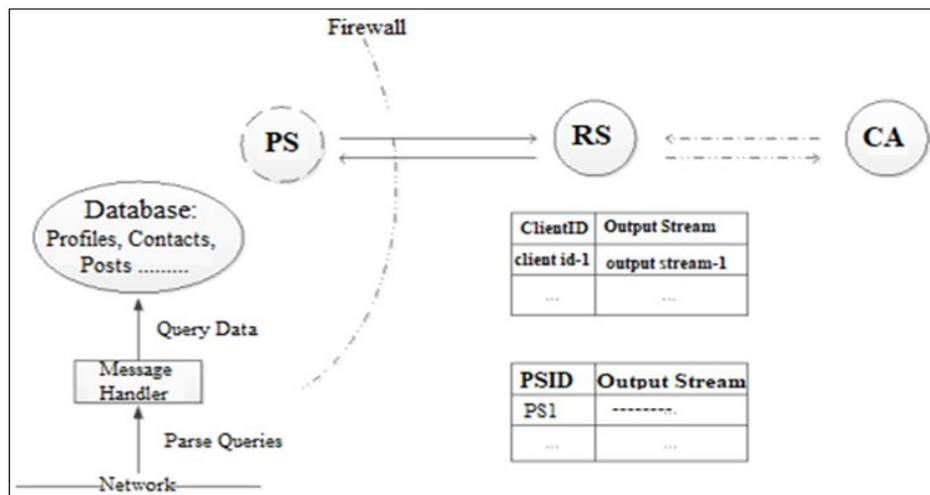 Firewall
PS
RS
CA
Database:
Profiles, Contacts,
Posts .........
Query Data
Message
Handler
Parse Queries
Network
ClientID Output Stream
client id-1 output stream-1
... ...
PSID Output Stream
PS1 --------...
... ...